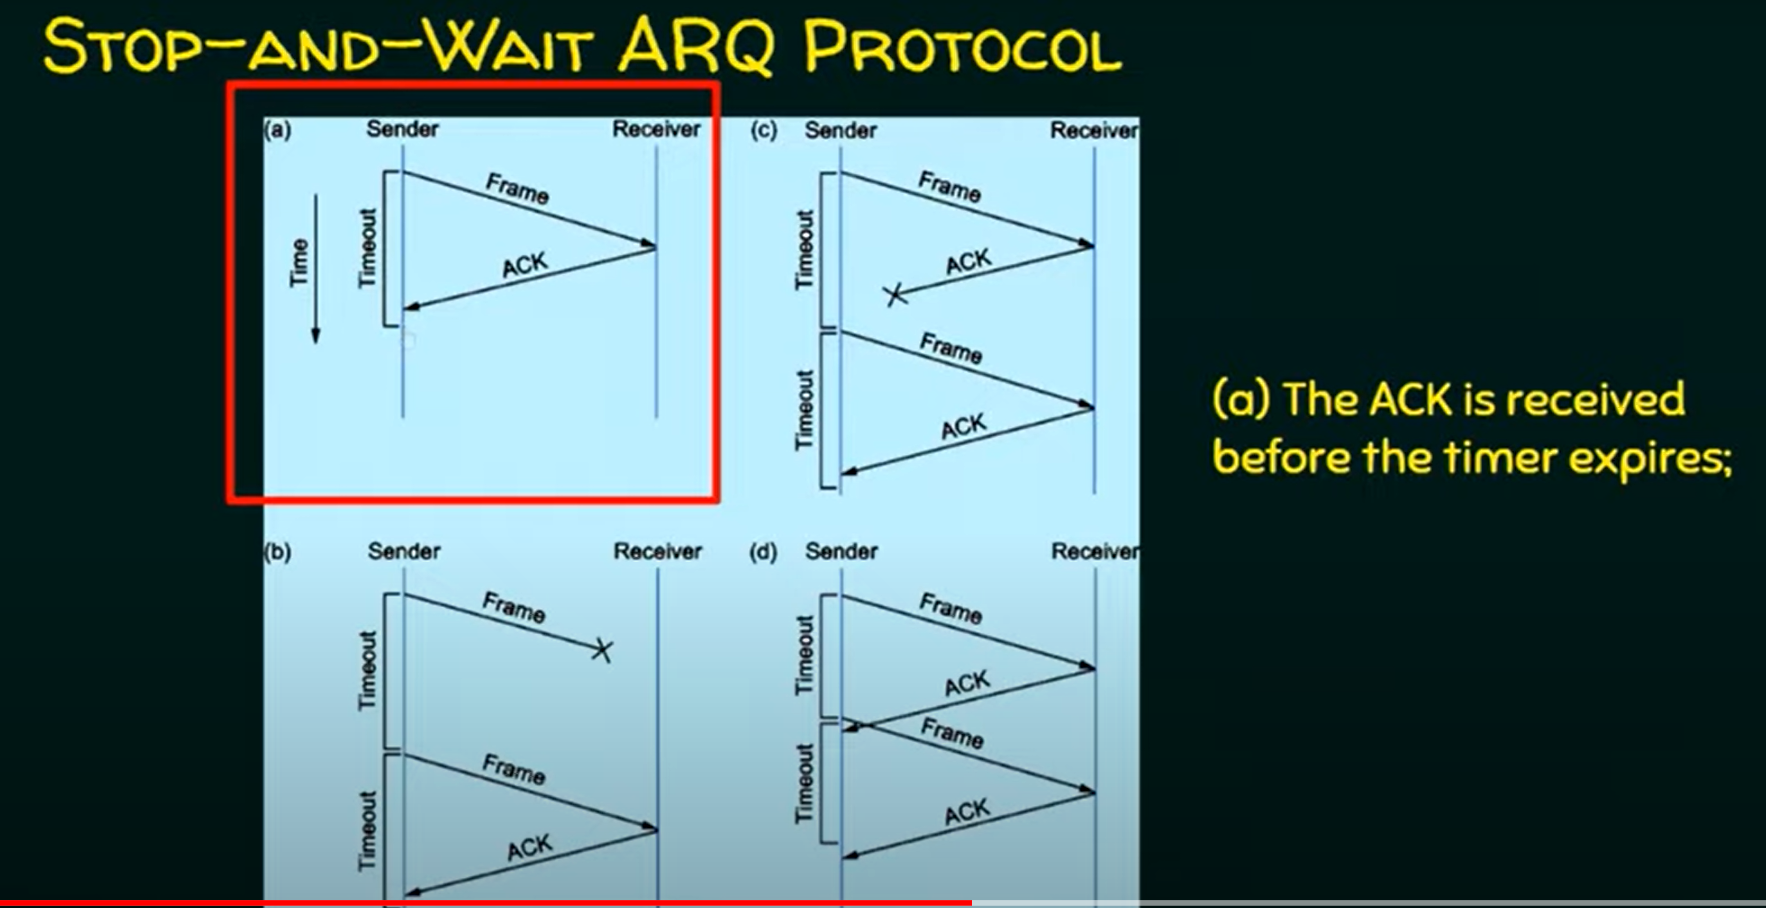 STOP-AND-WAIT ARQ PROTOCOL
(a) Sender Receiver
Time
Timeout
Frame
ACK
(c) Sender Receiver
Timeout
Frame
ACK
Timeout
Frame
ACK
(a) The ACK is received
before the timer expires;
(b) Sender Receiver
Timeout
Frame
Timeout
Frame
ACK
(d) Sender Receiver
Timeout
Frame
ACK
Timeout
Frame
ACK